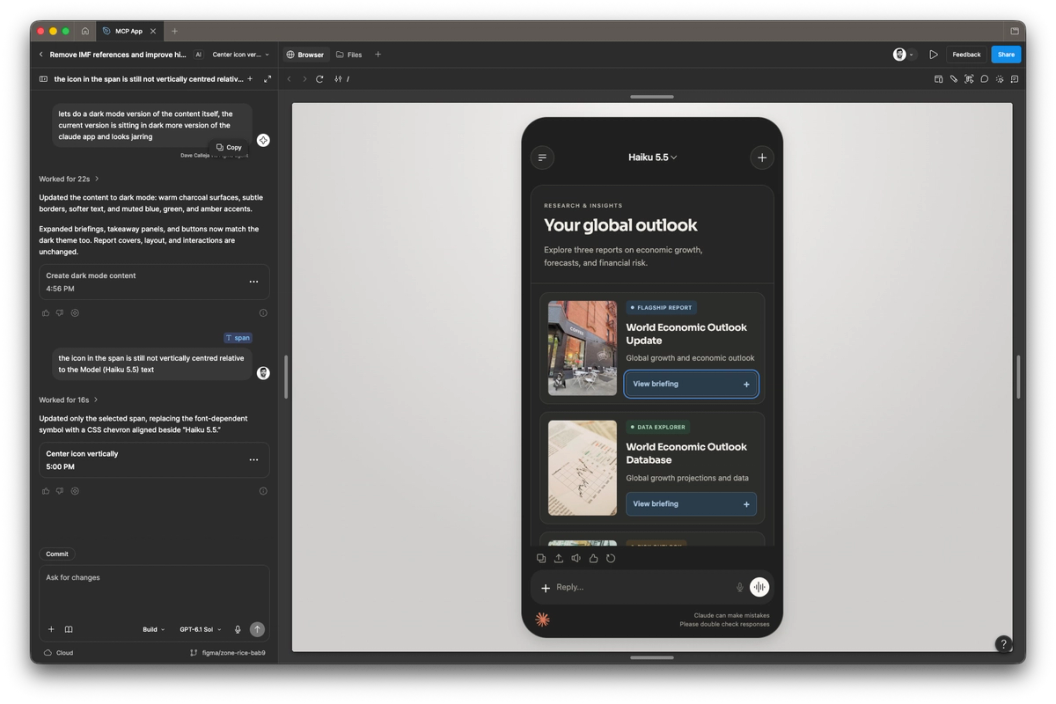 MCP App
Remove IMF references and improve hi...
AI
Center icon ver...
Browser
Files
Feedback
Share
the icon in the span is still not vertically centred relativ...
/
lets do a dark mode version of the content itself, the
current version is sitting in dark more version of the
claude app and looks jarring
Copy
Worked for 22s
Updated the content to dark mode: warm charcoal surfaces, subtle
borders, softer text, and muted blue, green, and amber accents.
Expanded briefings, takeaway panels, and buttons now match the
dark theme too. Report covers, layout, and interactions are
unchanged.
Create dark mode content
4:56 PM
T span
the icon in the span is still not vertically centred relative
to the Model (Haiku 5.5) text
Worked for 16s
Updated only the selected span, replacing the font-dependent
symbol with a CSS chevron aligned beside "Haiku 5.5."
Center icon vertically
5:00 PM
Commit
Ask for changes
Build
GPT-6.1 Sol
Cloud
figma/zone-rice-bab9
Haiku 5.5
RESEARCH & INSIGHTS
Your global outlook
Explore three reports on economic growth,
forecasts, and financial risk.
FLAGSHIP REPORT
World Economic Outlook
Update
Global growth and economic outlook
View briefing
DATA EXPLORER
World Economic Outlook
Database
Global growth projections and data
View briefing
Reply...
Claude can make mistakes
Please double check responses
?